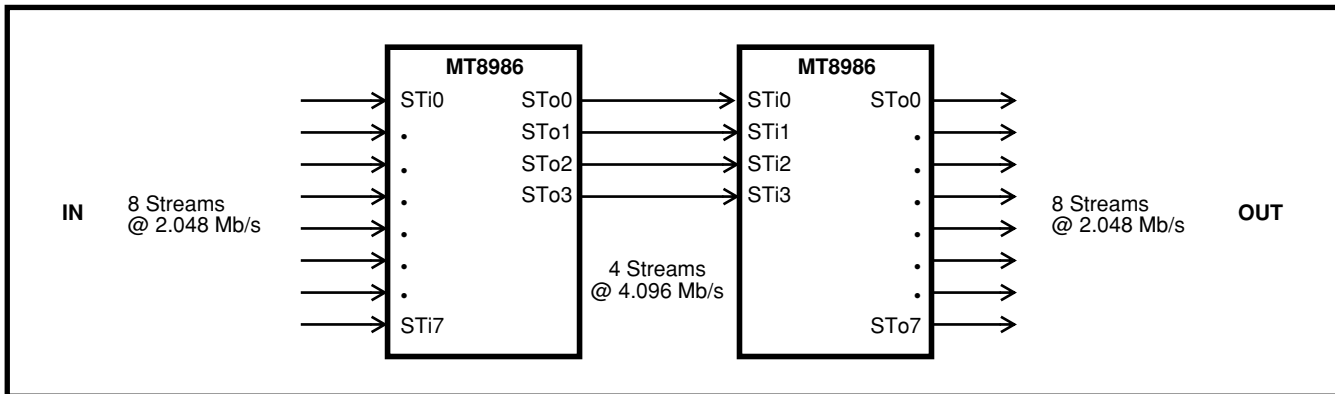 MT8986
MT8986
STi0 STo0 STi0 STo0
. STo1 STi1 .
. STo2 STi2 .
. STo3 STi3 .
IN
8 Streams
@ 2.048 Mb/s
.
.
.
STi7
4 Streams
@ 4.096 Mb/s
.
.
.
STo7
8 Streams
@ 2.048 Mb/s
OUT